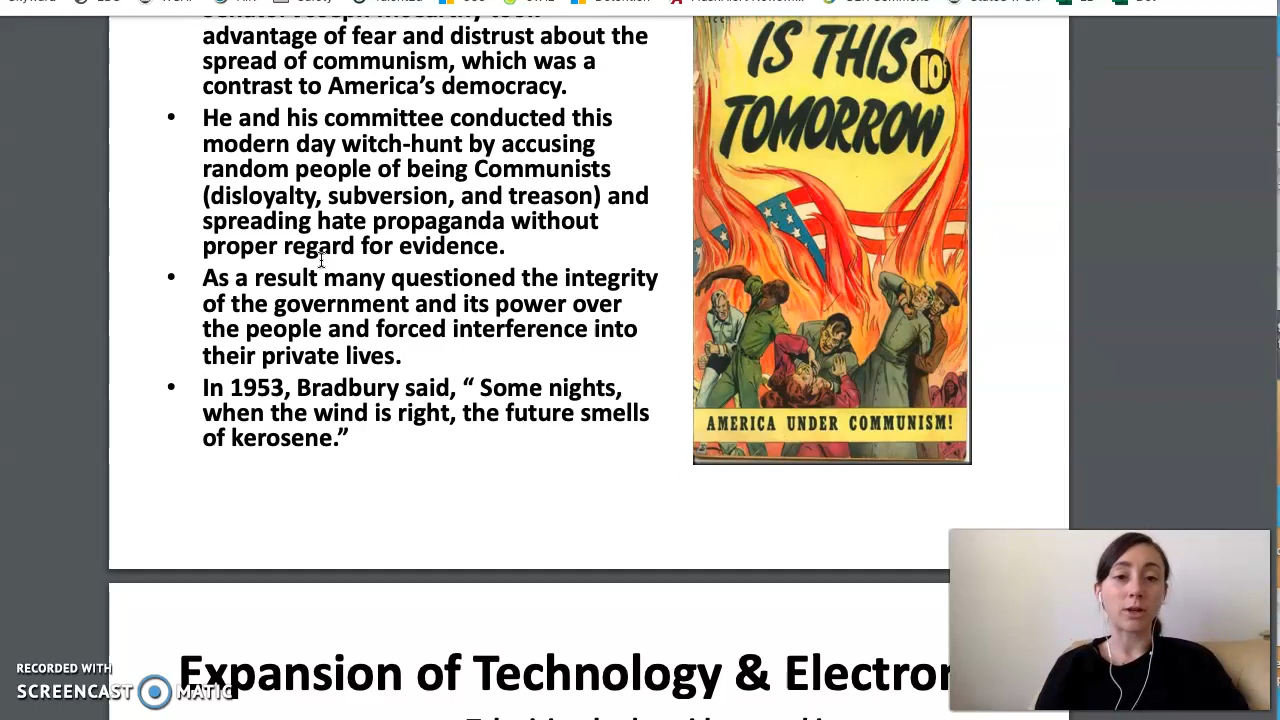 Safety
Detention
advantage of fear and distrust about the
spread of communism, which was a
contrast to America’s democracy.
• He and his committee conducted this
modern day witch-hunt by accusing
random people of being Communists
(disloyalty, subversion, and treason) and
spreading hate propaganda without
proper regard for evidence.
• As a result many questioned the integrity
of the government and its power over
the people and forced interference into
their private lives.
• In 1953, Bradbury said, “ Some nights,
when the wind is right, the future smells
of kerosene.”
IS THIS
10¢
TOMORROW
AMERICA UNDER COMMUNISM!
Expansion of Technology &
RECORDED WITH
SCREENCAST MATIC